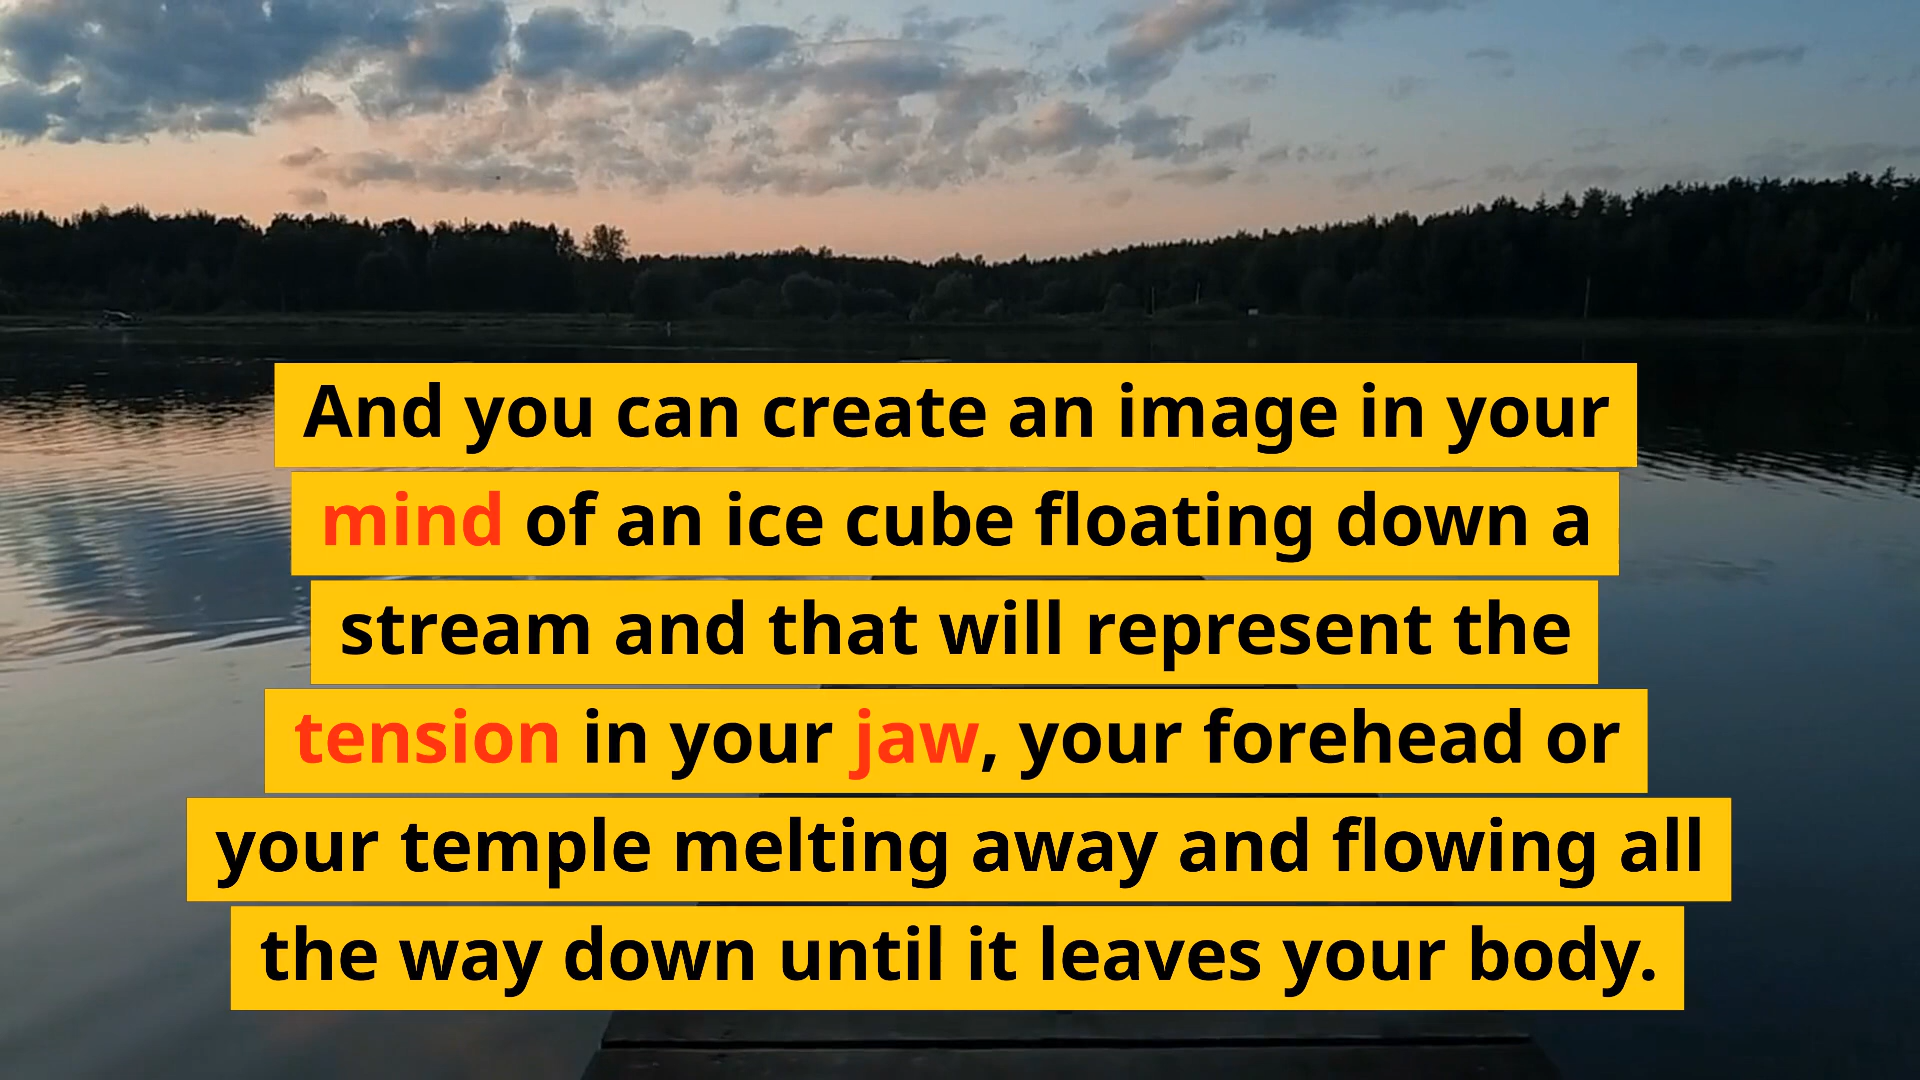 And you can create an image in your
mind of an ice cube floating down a
stream and that will represent the
tension in your jaw, your forehead or
your temple melting away and flowing all
the way down until it leaves your body.